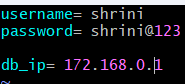 username= shrini
password= shrini@123

db_ip= 172.168.0.1
~